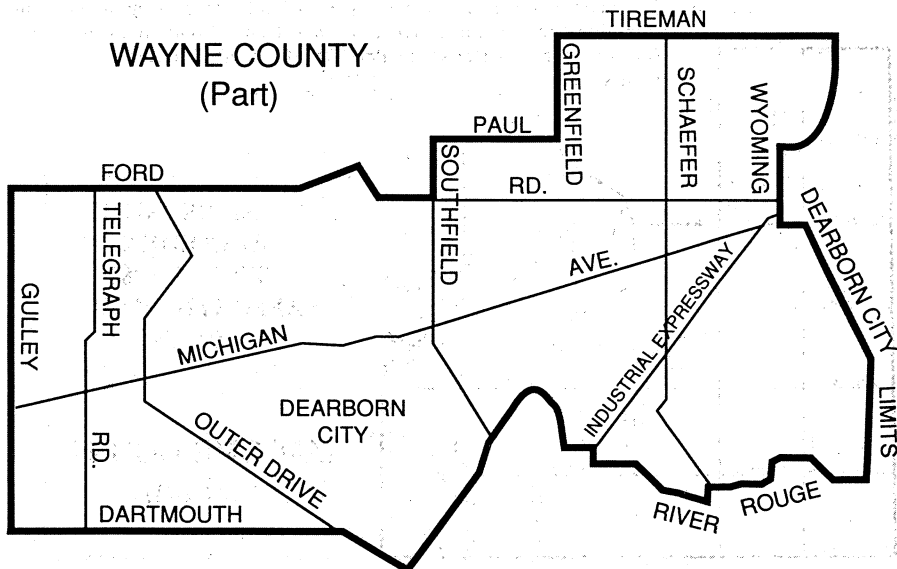 TIREMAN
WAYNE COUNTY
(Part)
GREENFIELD
SCHAEFER
WYOMING
PAUL
SOUTHFIELD
FORD
RD.
TELEGRAPH
DEARBORN CITY
LIMITS
GULLEY
AVE.
INDUSTRIAL EXPRESSWAY
MICHIGAN
DEARBORN
CITY
OUTER DRIVE
RD.
DARTMOUTH
RIVER
ROUGE